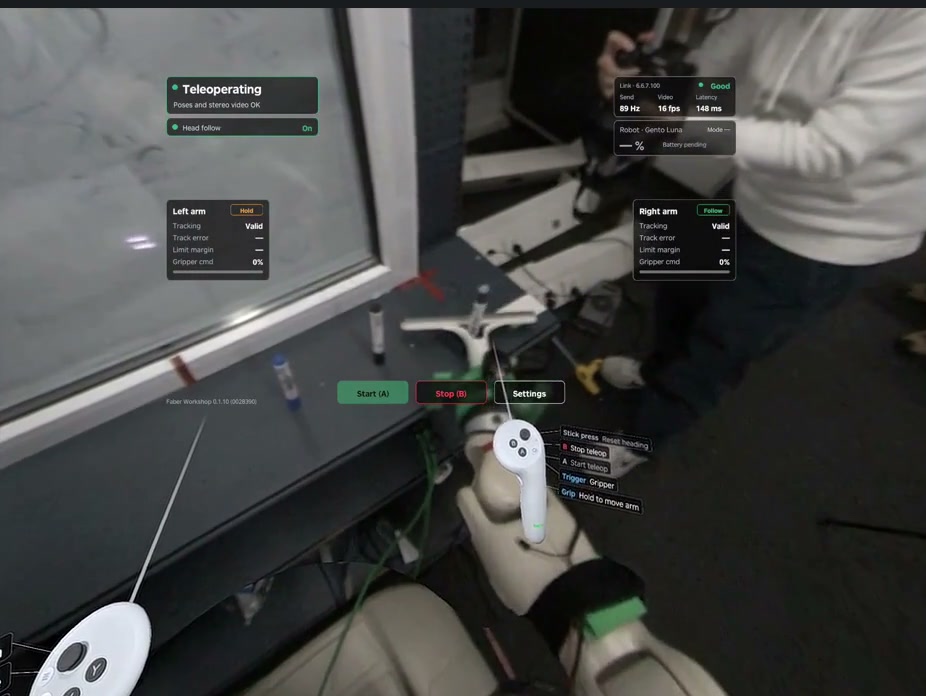 Teleoperating
Poses and stereo video OK
Head follow On
Link · 6.6.7.100 Good
Send Video Latency
89 Hz 16 fps 148 ms
Robot · Gento Luna Mode —
— % Battery pending
Left arm Hold
Tracking Valid
Track error —
Limit margin —
Gripper cmd 0%
Right arm Follow
Tracking Valid
Track error —
Limit margin —
Gripper cmd 0%
Start (A)
Stop (B)
Settings
Faber Workshop 0.1.10
Stick press Reset heading
B Stop teleop
A Start teleop
Trigger Gripper
Grip Hold to move arm
B
A
Y